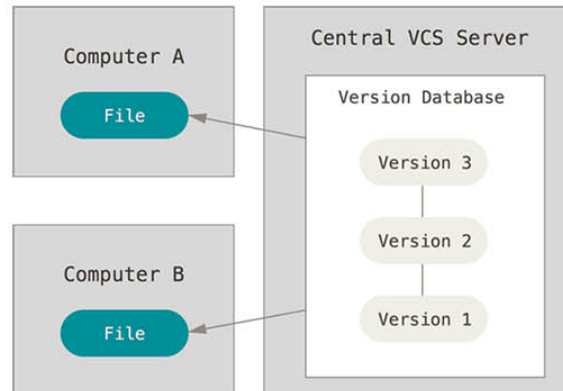 Computer A
File
Computer B
File
Central VCS Server
Version Database
Version 3
Version 2
Version 1